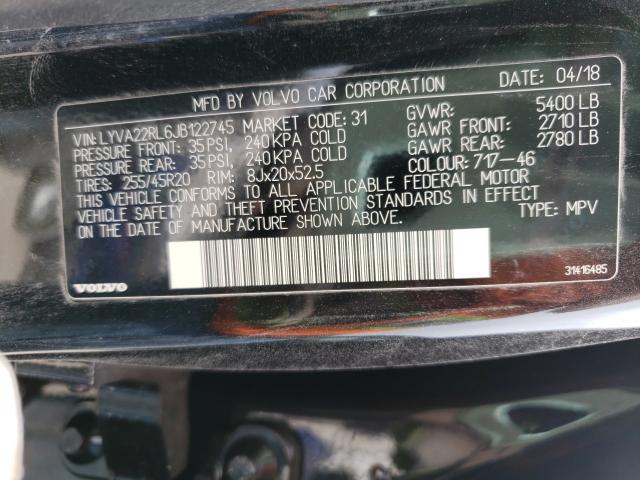 MFD BY VOLVO CAR CORPORATION DATE: 04/18
VIN: LYVA22RL6JB122745 MARKET CODE: 31 GVWR: 5400 LB
PRESSURE FRONT: 35 PSI, 240 KPA COLD GAWR FRONT: 2710 LB
PRESSURE REAR: 35 PSI, 240 KPA COLD GAWR REAR: 2780 LB
TIRES: 255/45R20 RIM: 8Jx20x52.5 COLOUR: 717-46
THIS VEHICLE CONFORMS TO ALL APPLICABLE FEDERAL MOTOR
VEHICLE SAFETY AND THEFT PREVENTION STANDARDS IN EFFECT
ON THE DATE OF MANUFACTURE SHOWN ABOVE. TYPE: MPV
31416485
VOLVO